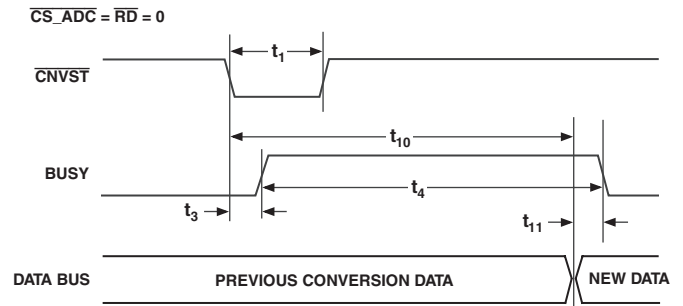 CS_ADC = RD = 0
t1
CNVST
t10
BUSY
t4
t3
t11
DATA BUS PREVIOUS CONVERSION DATA NEW DATA